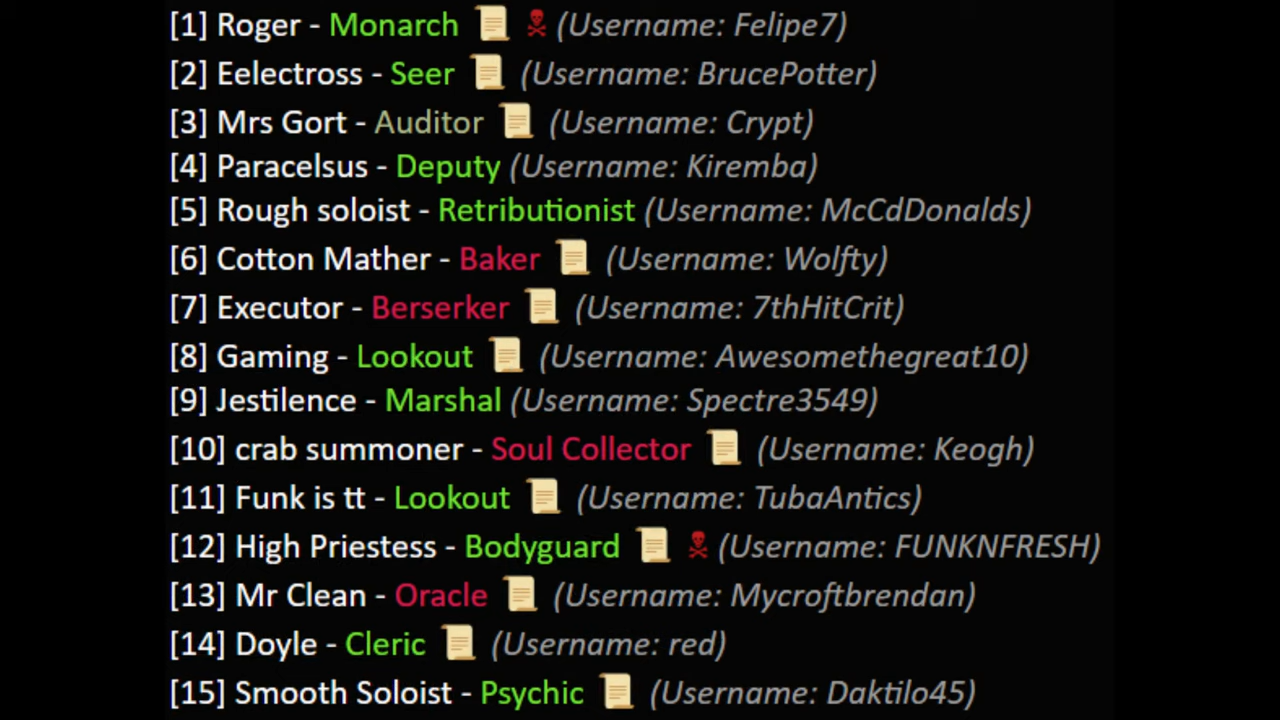 [1] Roger - Monarch (Username: Felipe7)
[2] Eelectross - Seer (Username: BrucePotter)
[3] Mrs Gort - Auditor (Username: Crypt)
[4] Paracelsus - Deputy (Username: Kiremba)
[5] Rough soloist - Retributionist (Username: McCdDonalds)
[6] Cotton Mather - Baker (Username: Wolfty)
[7] Executor - Berserker (Username: 7thHitCrit)
[8] Gaming - Lookout (Username: Awesomethegreat10)
[9] Jestilence - Marshal (Username: Spectre3549)
[10] crab summoner - Soul Collector (Username: Keogh)
[11] Funk is tt - Lookout (Username: TubaAntics)
[12] High Priestess - Bodyguard (Username: FUNKNFRESH)
[13] Mr Clean - Oracle (Username: Mycroftbrendan)
[14] Doyle - Cleric (Username: red)
[15] Smooth Soloist - Psychic (Username: Daktilo45)